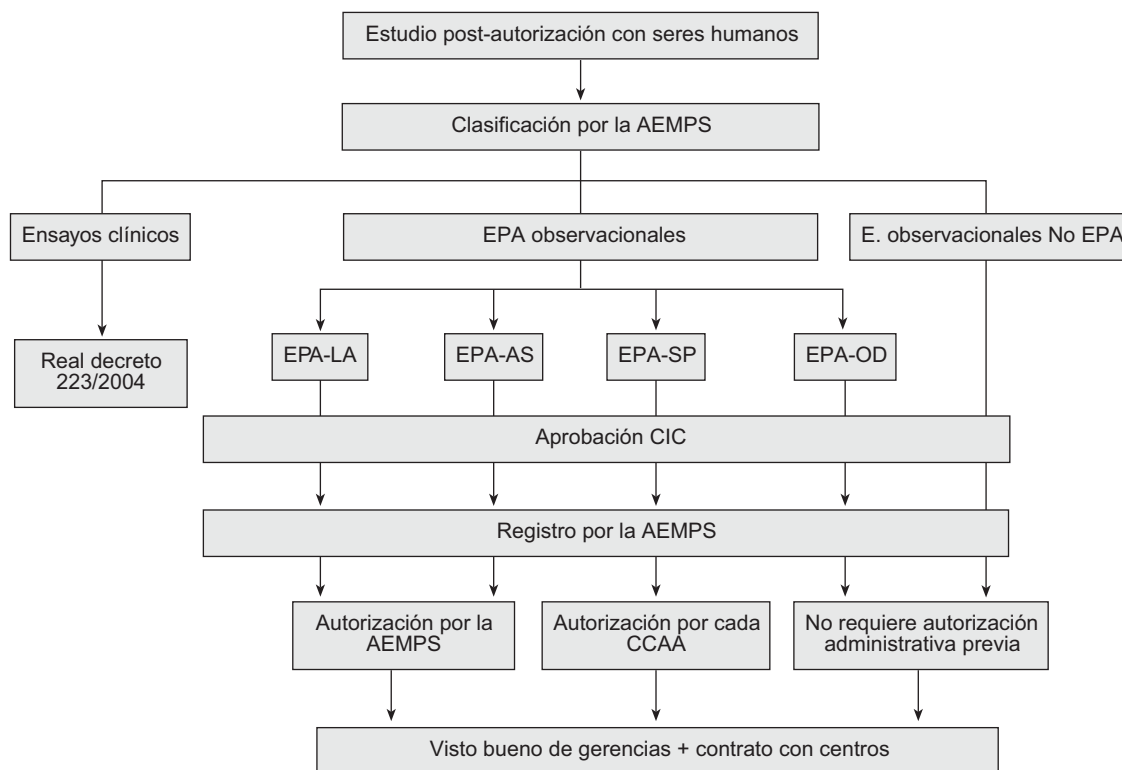 Estudio post-autorización con seres humanos
Clasificación por la AEMPS
Ensayos clínicos
EPA observacionales
E. observacionales No EPA
EPA-LA
EPA-AS
EPA-SP
EPA-OD
Real decreto
223/2004
Aprobación CIC
Registro por la AEMPS
Autorización por la
AEMPS
Autorización por cada
CCAA
No requiere autorización
administrativa previa
Visto bueno de gerencias + contrato con centros